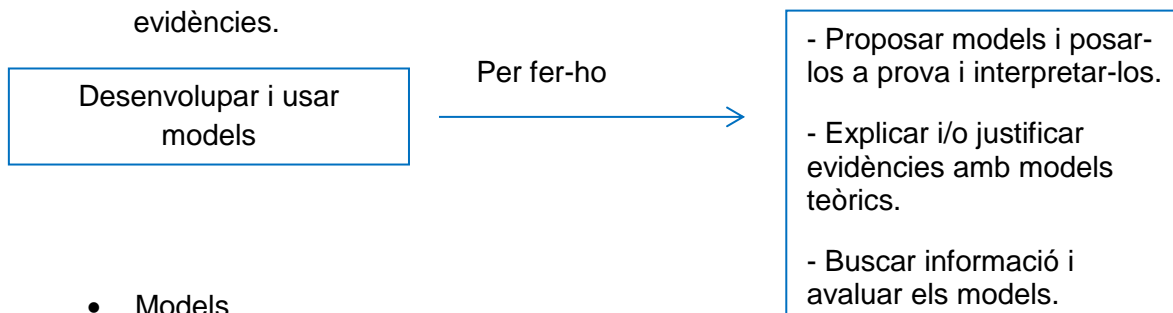 evidències.
Desenvolupar i usar
models
Per fer-ho
- Proposar models i posar-
los a prova i interpretar-los.
- Explicar i/o justificar
evidències amb models
teòrics.
- Buscar informació i
avaluar els models.
• Models